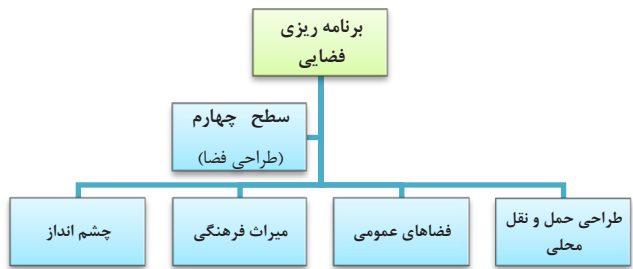 برنامه ریزی
فضایی
سطح چهارم
(طراحی فضا)
طراحی حمل و نقل
محلی
فضاهای عمومی
میراث فرهنگی
چشم انداز